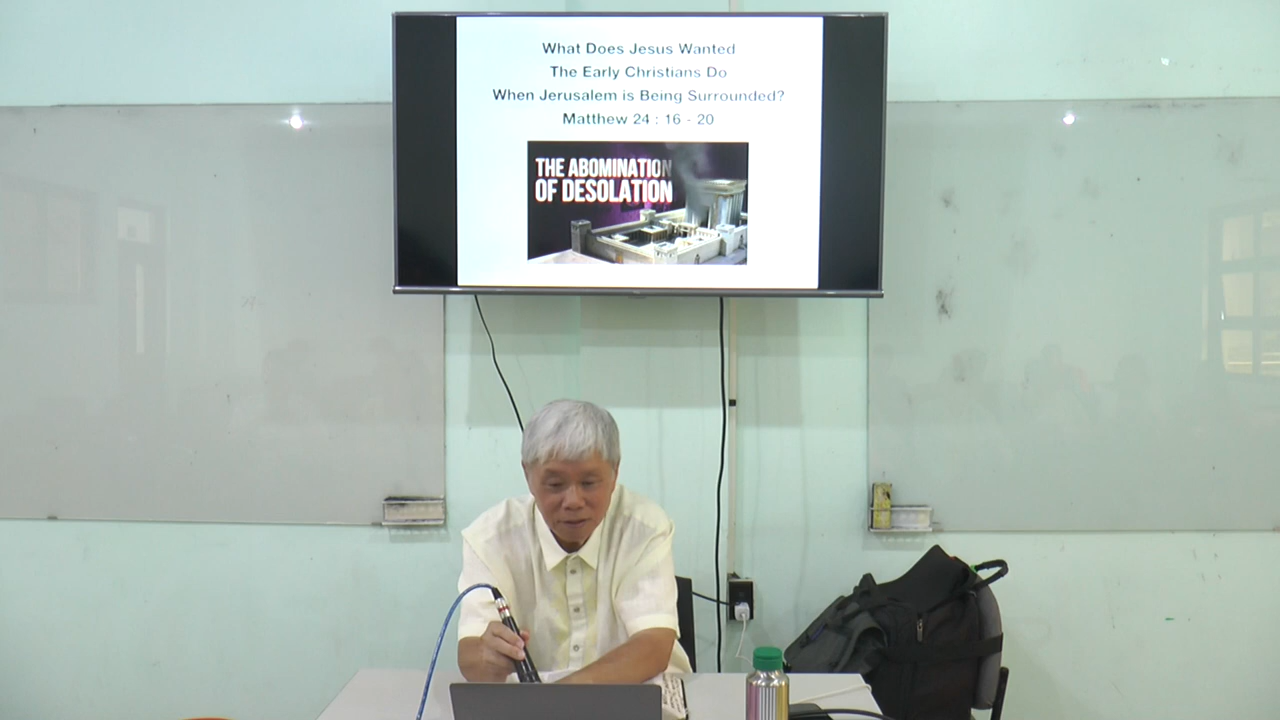 What Does Jesus Wanted
The Early Christians Do
When Jerusalem is Being Surrounded?
Matthew 24 : 16 - 20
THE ABOMINATION
OF DESOLATION